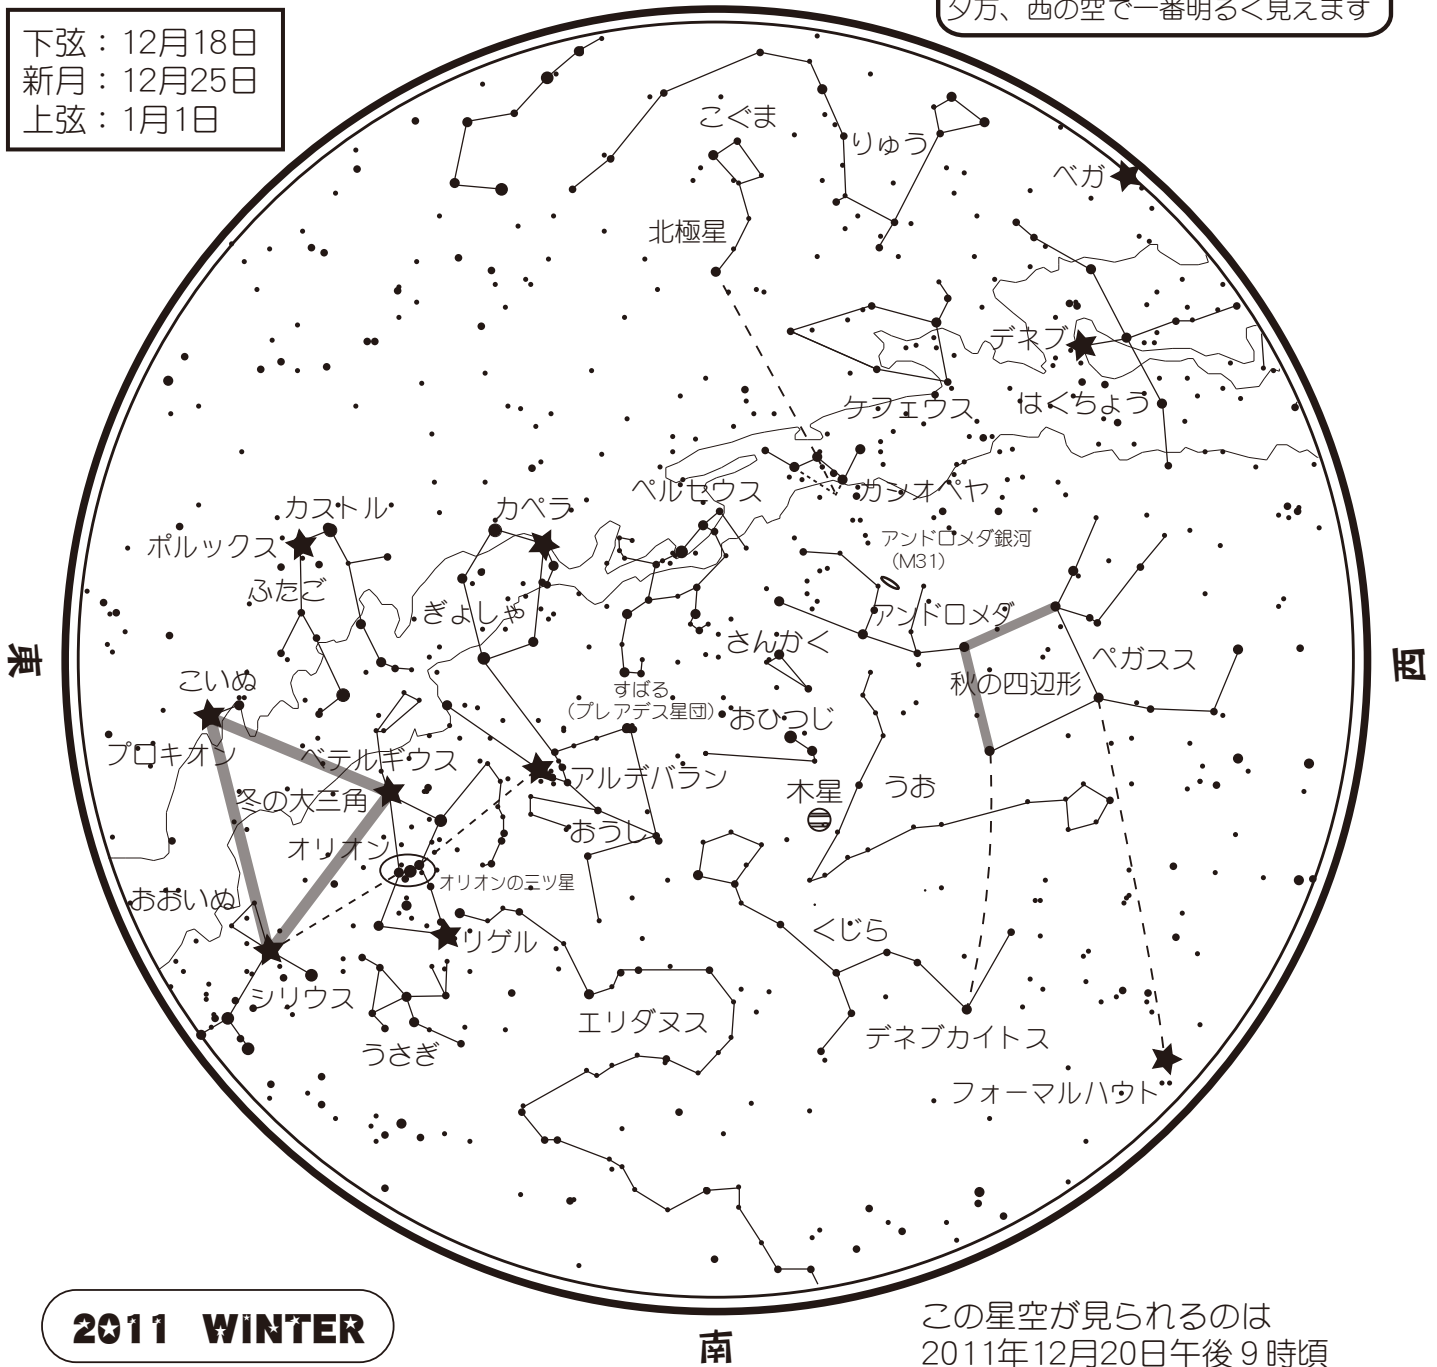 夕方、西の空で一番明るく見えます
下弦：12月18日
新月：12月25日
上弦：1月1日
こぐま
りゅう
ベガ
北極星
デネブ
ケフェウス
はくちょう
ペルセウス
カシオペヤ
カストル
カペラ
ポルックス
アンドロメダ銀河
（M31）
ふたご
ぎょしゃ
アンドロメダ
さんかく
東
西
ペガスス
こいぬ
すばる
（プレアデス星団）
秋の四辺形
おひつじ
プロキオン
ベテルギウス
アルデバラン
木星
うお
冬の大三角
おうし
オリオン
オリオンの三ツ星
おおいぬ
リゲル
くじら
シリウス
エリダヌス
デネブカイトス
うさぎ
フォーマルハウト
2011 WINTER
南
この星空が見られるのは
2011年12月20日午後９時頃